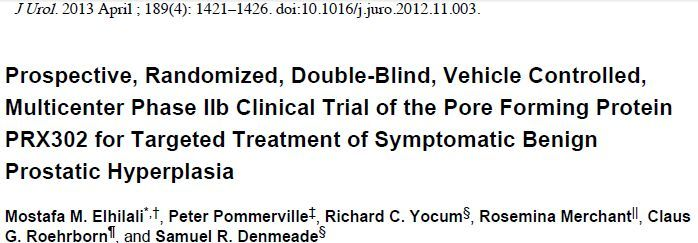 J Urol. 2013 April ; 189(4): 1421–1426. doi:10.1016/j.juro.2012.11.003.
Prospective, Randomized, Double-Blind, Vehicle Controlled,
Multicenter Phase IIb Clinical Trial of the Pore Forming Protein
PRX302 for Targeted Treatment of Symptomatic Benign
Prostatic Hyperplasia
Mostafa M. Elhilali*,†, Peter Pommerville‡, Richard C. Yocum§, Rosemina Merchant||, Claus
G. Roehrborn¶, and Samuel R. Denmeade§